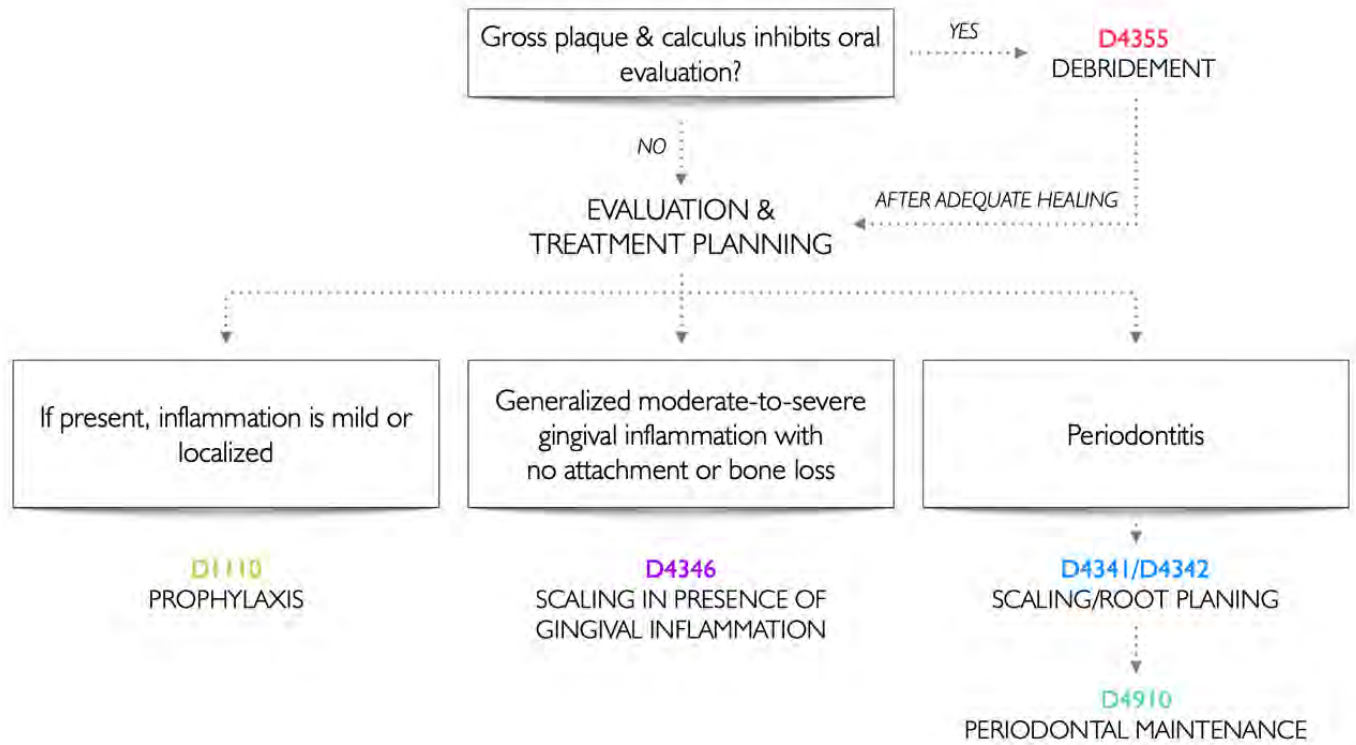 Gross plaque & calculus inhibits oral
evaluation?
YES
D4355
DEBRIDEMENT
NO
AFTER ADEQUATE HEALING
EVALUATION &
TREATMENT PLANNING
If present, inflammation is mild or
localized
Generalized moderate-to-severe
gingival inflammation with
no attachment or bone loss
Periodontitis
D1110
PROPHYLAXIS
D4346
SCALING IN PRESENCE OF
GINGIVAL INFLAMMATION
D4341/D4342
SCALING/ROOT PLANING
D4910
PERIODONTAL MAINTENANCE